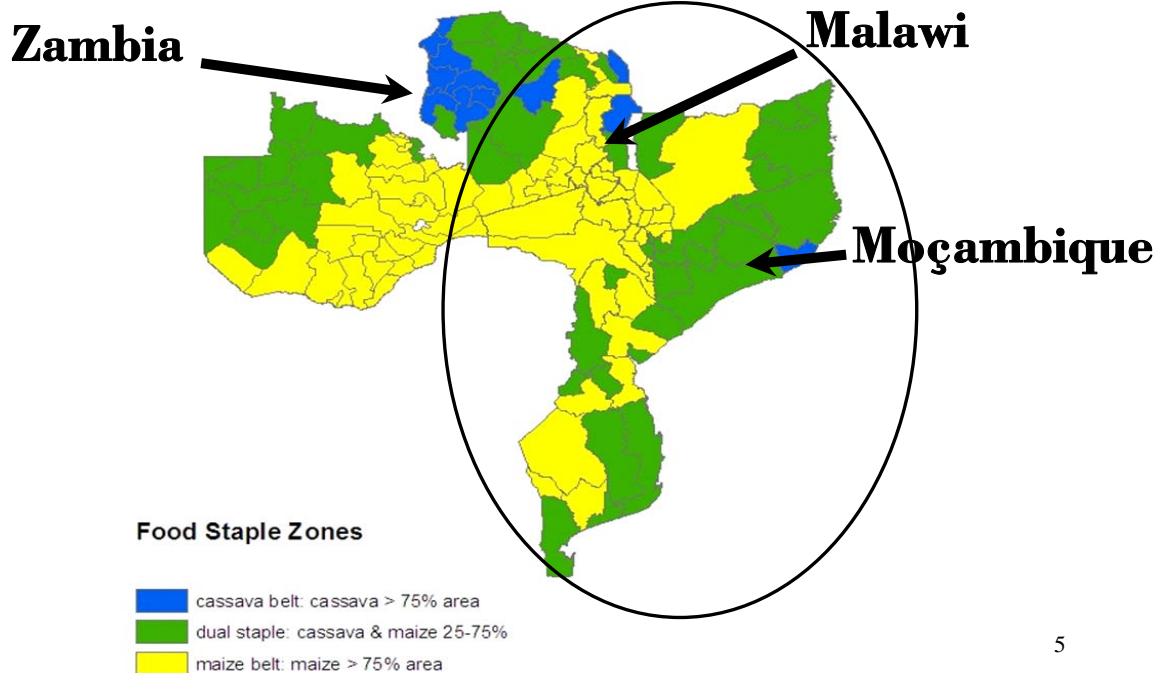 Zambia
Malawi
Moçambique
Food Staple Zones
cassava belt: cassava > 75% area
dual staple: cassava & maize 25-75%
maize belt: maize > 75% area
5